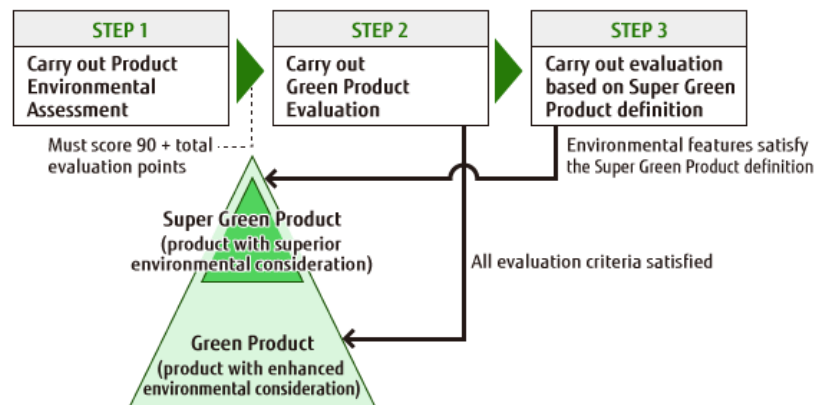 STEP 1
Carry out Product
Environmental
Assessment
STEP 2
Carry out
Green Product
Evaluation
STEP 3
Carry out evaluation
based on Super Green
Product definition
Must score 90 + total
evaluation points
Environmental features satisfy
the Super Green Product definition
Super Green Product
(product with superior
environmental consideration)
All evaluation criteria satisfied
Green Product
(product with enhanced
environmental consideration)